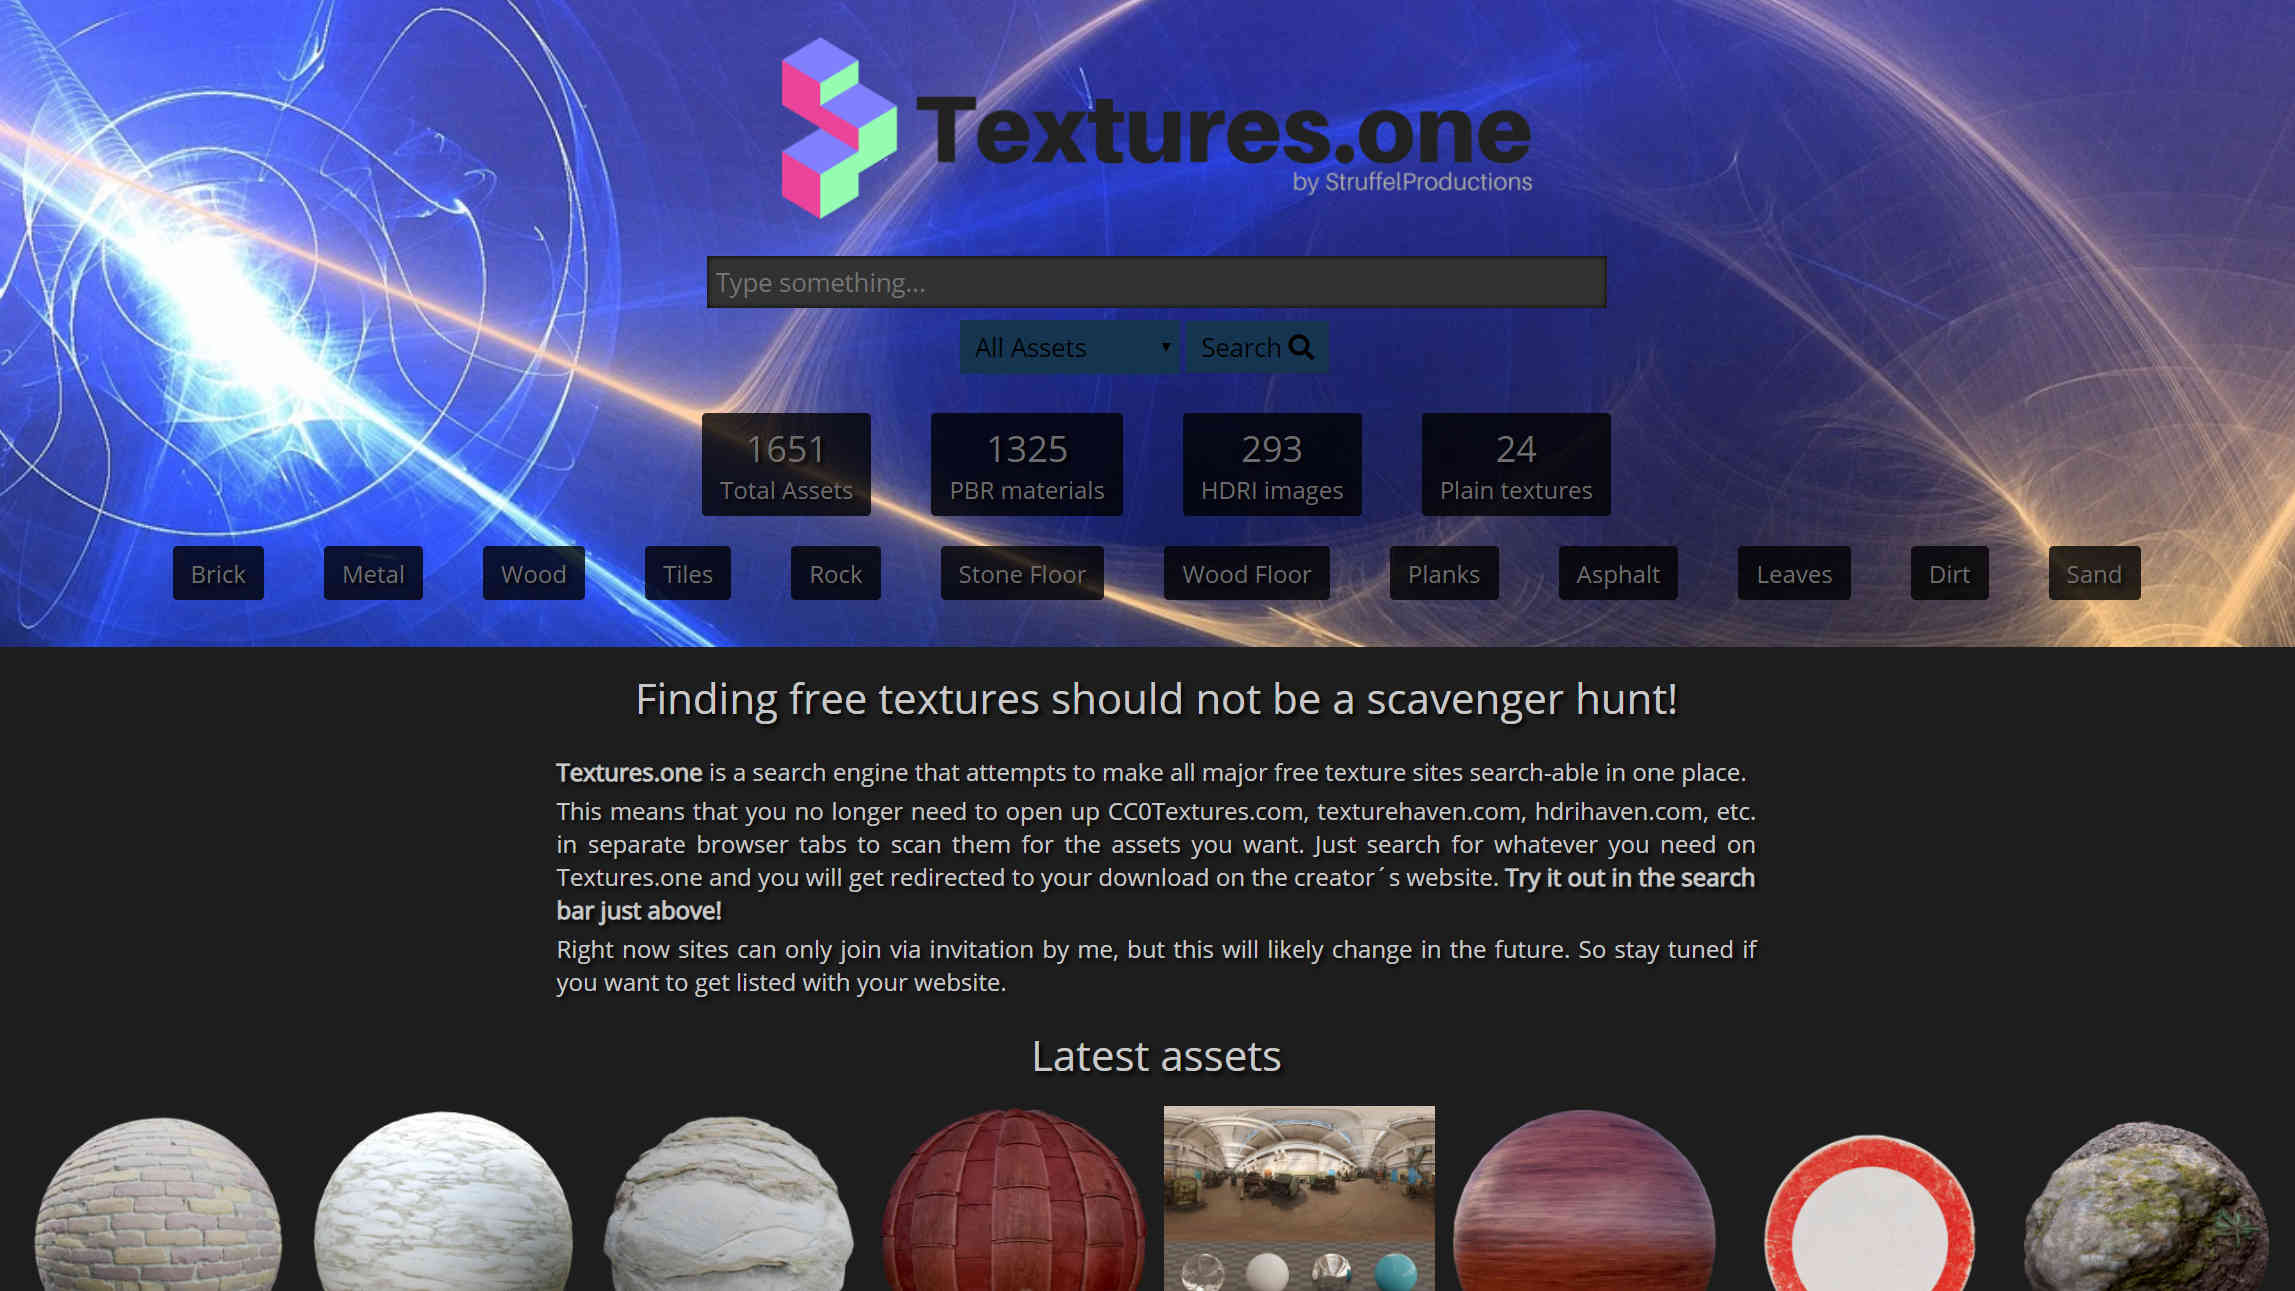 Textures.one
by StruffelProductions
Type something...
All Assets
Search
1651
Total Assets
1325
PBR materials
293
HDRI images
24
Plain textures
Brick
Metal
Wood
Tiles
Rock
Stone Floor
Wood Floor
Planks
Asphalt
Leaves
Dirt
Sand
Finding free textures should not be a scavenger hunt!
Textures.one is a search engine that attempts to make all major free texture sites search-able in one place.
This means that you no longer need to open up CC0Textures.com, texturehaven.com, hdrihaven.com, etc.
in separate browser tabs to scan them for the assets you want. Just search for whatever you need on
Textures.one and you will get redirected to your download on the creator´s website. Try it out in the search
bar just above!
Right now sites can only join via invitation by me, but this will likely change in the future. So stay tuned if
you want to get listed with your website.
Latest assets